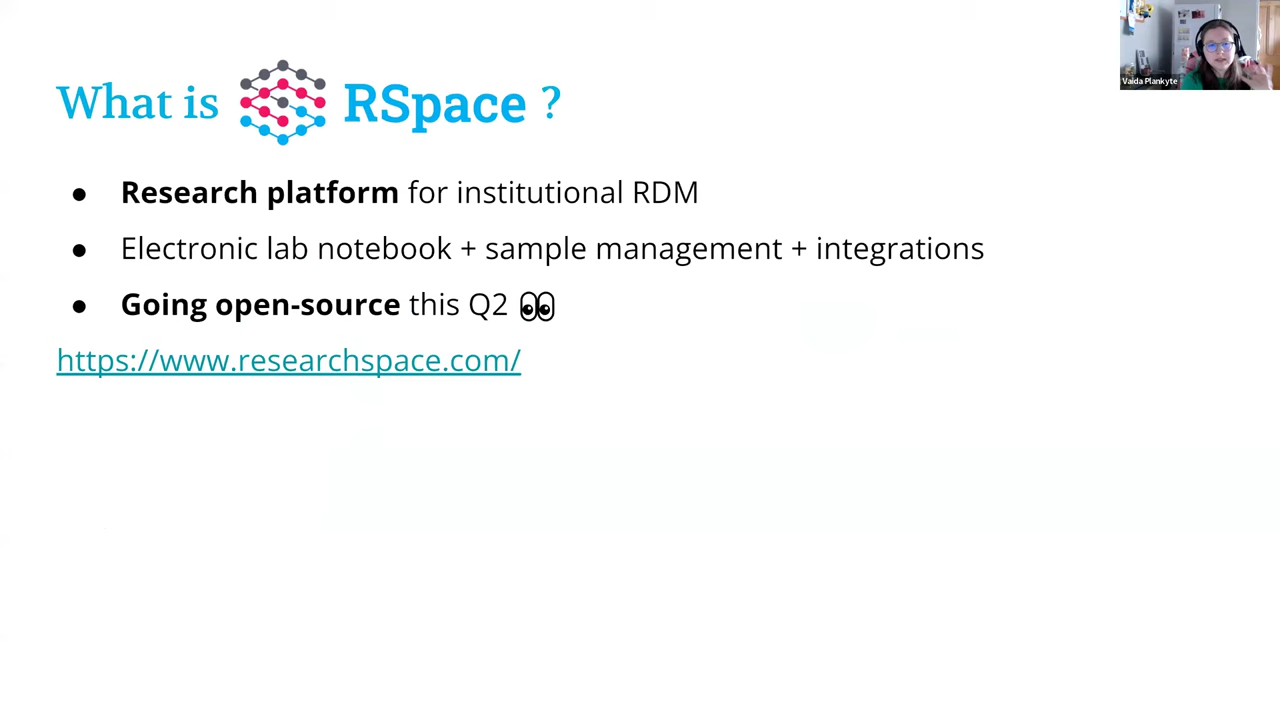 What is RSpace ?
Vaida Plankyte
● Research platform for institutional RDM
● Electronic lab notebook + sample management + integrations
● Going open-source this Q2 👀
https://www.researchspace.com/